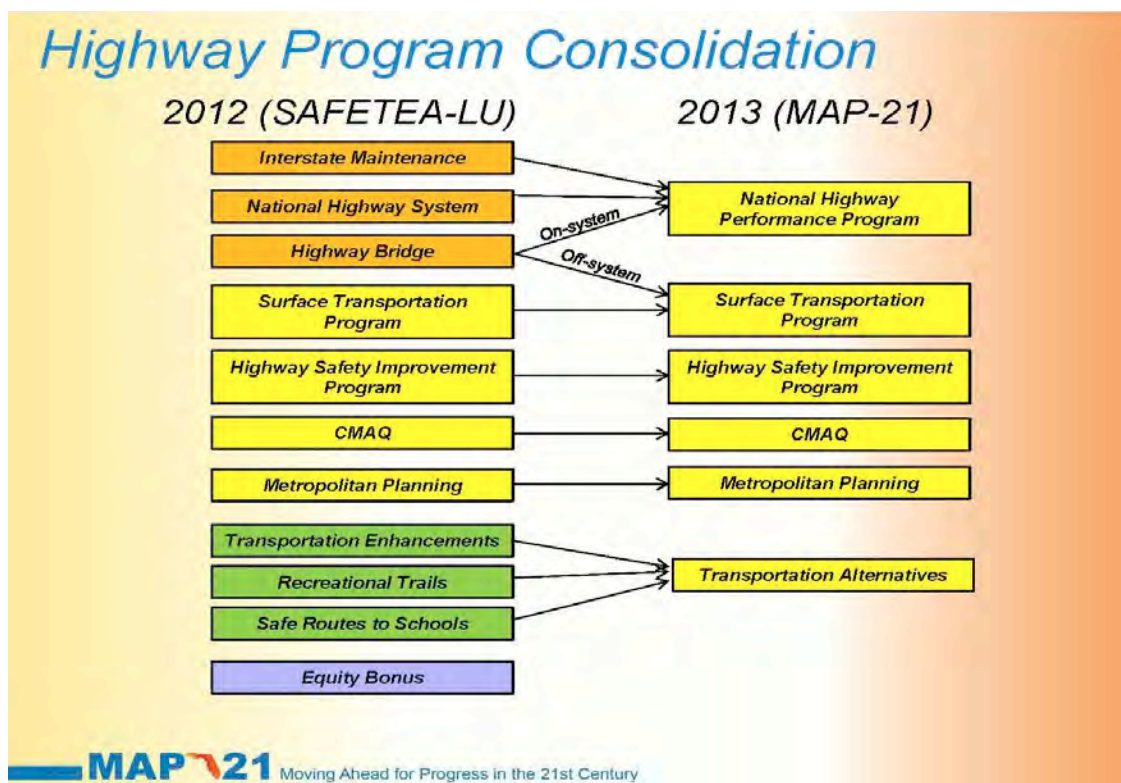 Highway Program Consolidation
2012 (SAFETEA-LU)
2013 (MAP-21)
Interstate Maintenance
National Highway System
Highway Bridge
Surface Transportation
Program
Highway Safety Improvement
Program
CMAQ
Metropolitan Planning
Transportation Enhancements
Recreational Trails
Safe Routes to Schools
Equity Bonus
On-system
Off-system
National Highway
Performance Program
Surface Transportation
Program
Highway Safety Improvement
Program
CMAQ
Metropolitan Planning
Transportation Alternatives
MAP 21 Moving Ahead for Progress in the 21st Century